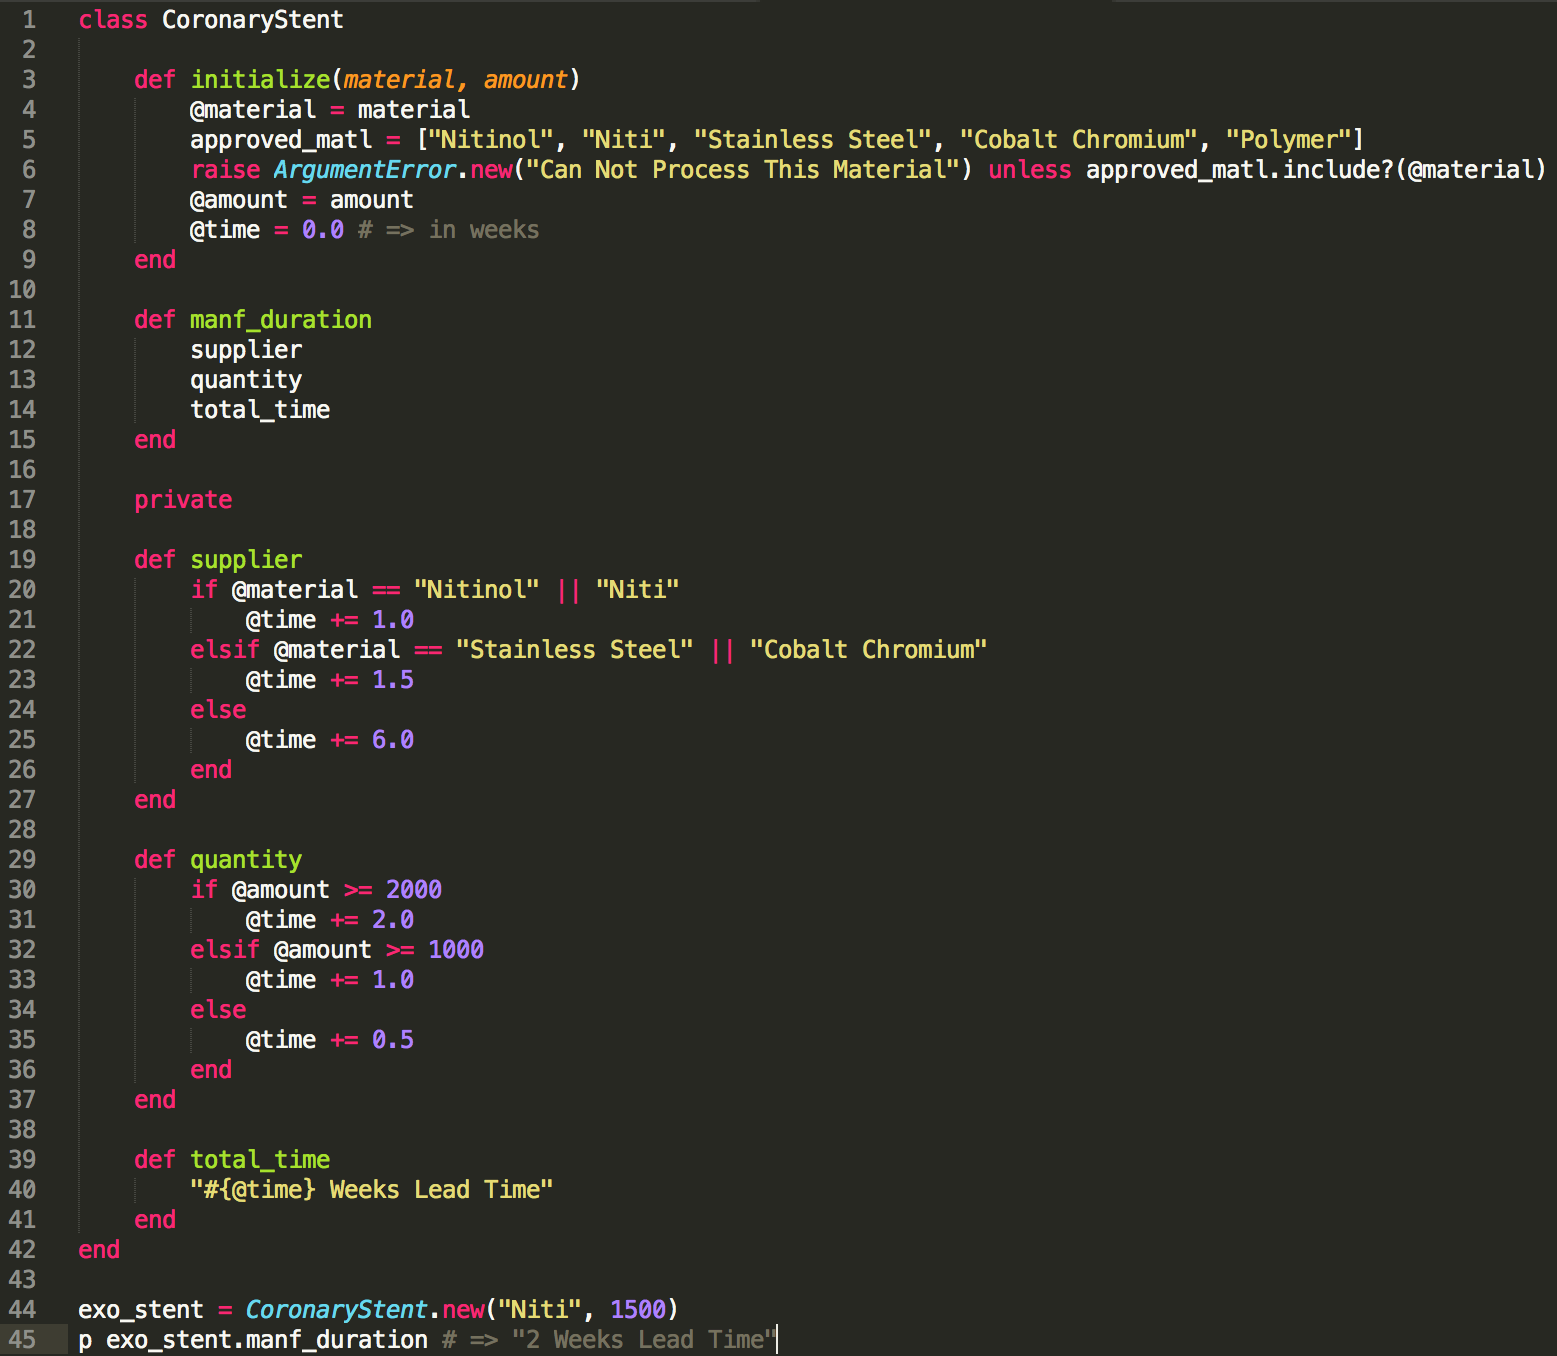 1 class CoronaryStent
2
3 def initialize(material, amount)
4 @material = material
5 approved_matl = ["Nitinol", "Niti", "Stainless Steel", "Cobalt Chromium", "Polymer"]
6 raise ArgumentError.new("Can Not Process This Material") unless approved_matl.include?(@material)
7 @amount = amount
8 @time = 0.0 # => in weeks
9 end
10
11 def manf_duration
12 supplier
13 quantity
14 total_time
15 end
16
17 private
18
19 def supplier
20 if @material == "Nitinol" || "Niti"
21 @time += 1.0
22 elsif @material == "Stainless Steel" || "Cobalt Chromium"
23 @time += 1.5
24 else
25 @time += 6.0
26 end
27 end
28
29 def quantity
30 if @amount >= 2000
31 @time += 2.0
32 elsif @amount >= 1000
33 @time += 1.0
34 else
35 @time += 0.5
36 end
37 end
38
39 def total_time
40 "#{@time} Weeks Lead Time"
41 end
42 end
43
44 exo_stent = CoronaryStent.new("Niti", 1500)
45 p exo_stent.manf_duration # => "2 Weeks Lead Time"